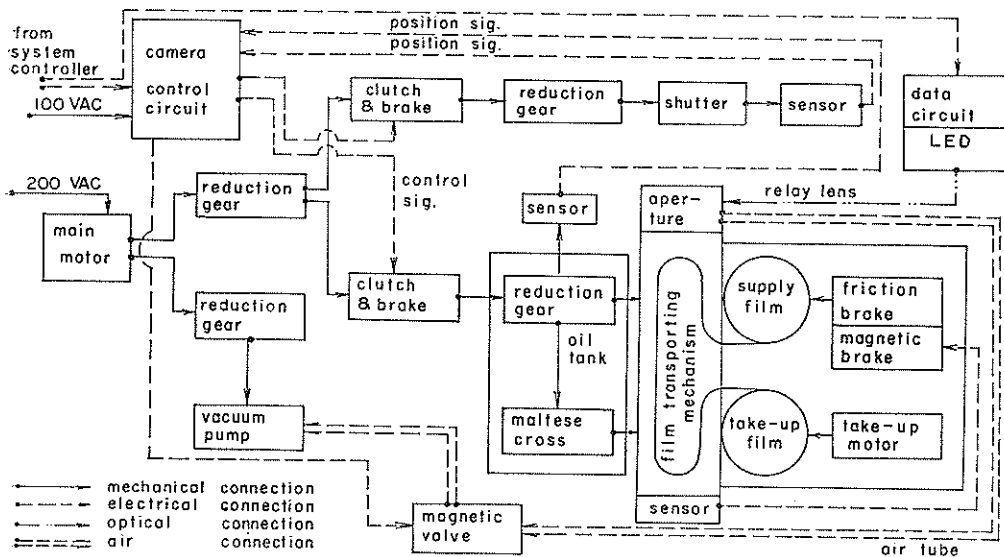 from
system
controller
100 VAC
camera
control
circuit
position sig.
position sig.
clutch
& brake
reduction
gear
shutter
sensor
data
circuit
LED
200 VAC
main
motor
reduction
gear
control
sig.
sensor
relay lens
aper-
ture
reduction
gear
clutch
& brake
reduction
gear
oil
tank
maltese
cross
film transporting
mechanism
supply
film
friction
brake
magnetic
brake
take-up
film
take-up
motor
vacuum
pump
magnetic
valve
sensor
air tube
mechanical connection
electrical connection
optical connection
air connection